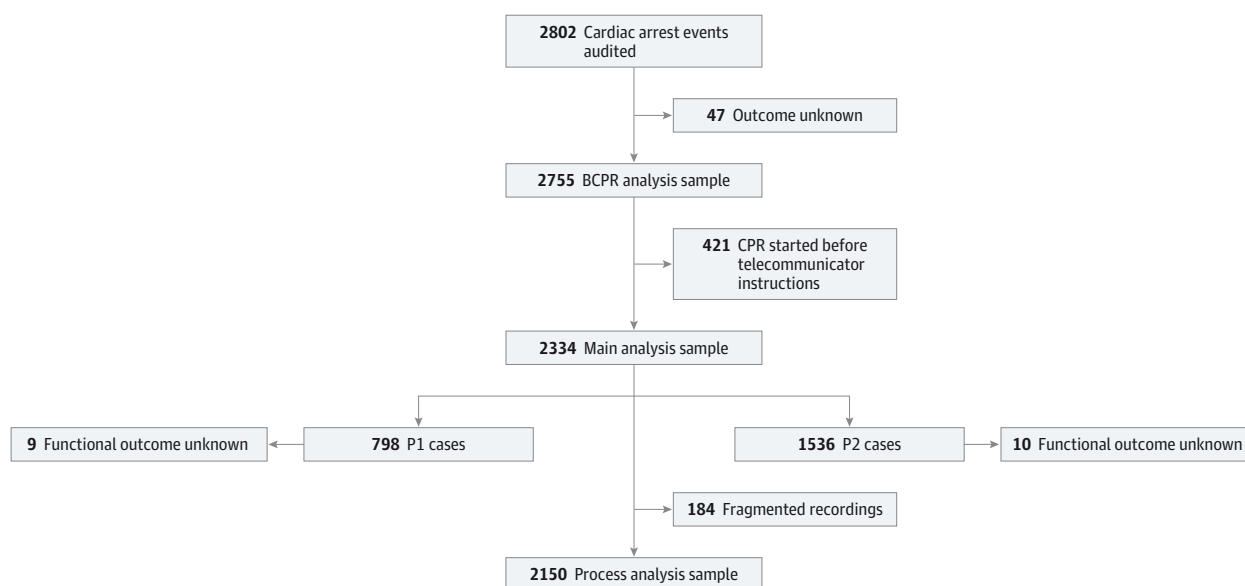 2802 Cardiac arrest events
audited
47 Outcome unknown
2755 BCPR analysis sample
421 CPR started before
telecommunicator
instructions
2334 Main analysis sample
9 Functional outcome unknown
798 P1 cases
1536 P2 cases
10 Functional outcome unknown
184 Fragmented recordings
2150 Process analysis sample